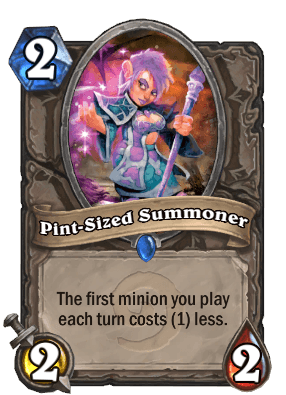 2
Pint-Sized Summoner
The first minion you play
each turn costs (1) less.
2 2